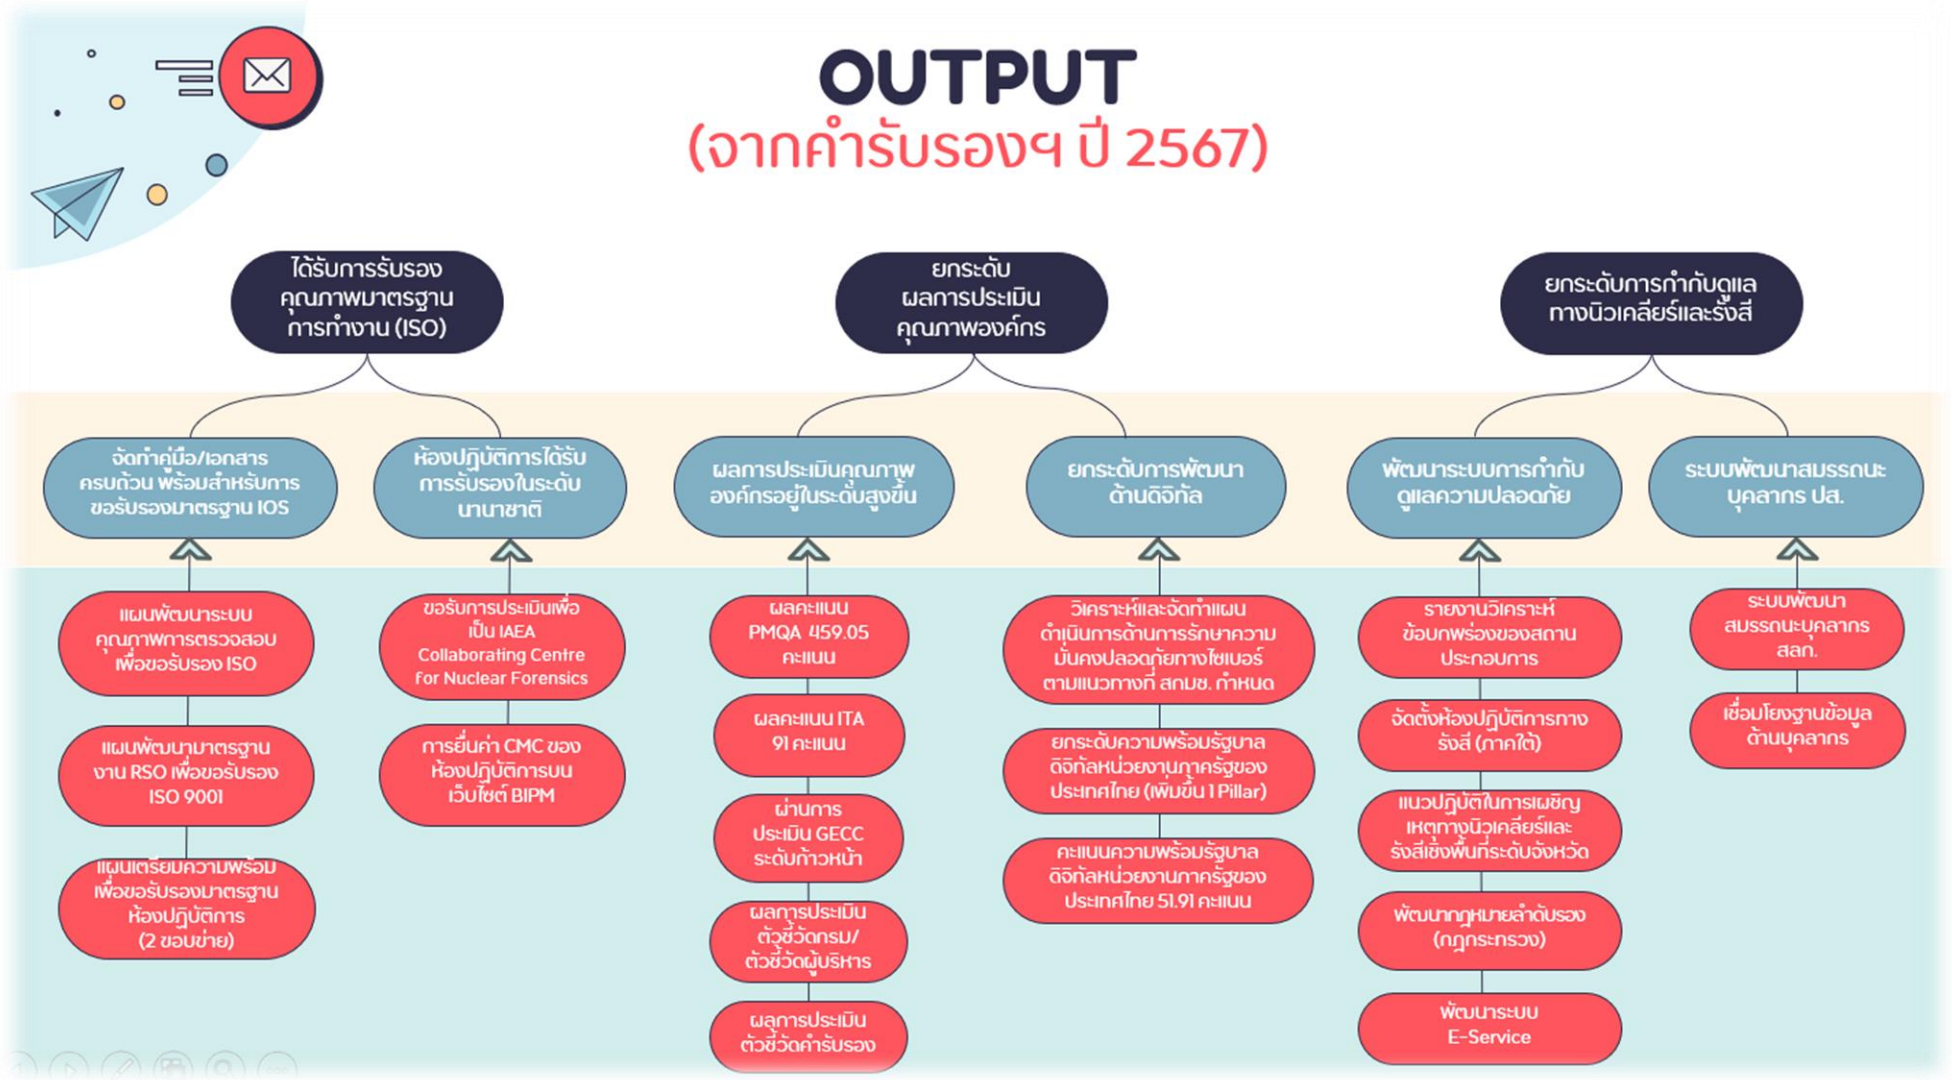 OUTPUT
(จากคำรับรองฯ ปี 2567)
ได้รับการรับรอง
คุณภาพมาตรฐาน
การทำงาน (ISO)
ยกระดับ
ผลการประเมิน
คุณภาพองค์กร
ยกระดับการกำกับดูแล
ทางนิวเคลียร์และรังสี
จัดทำคู่มือ/เอกสาร
ครบถ้วน พร้อมสำหรับการ
ขอรับรองมาตรฐาน IOS
ห้องปฏิบัติการได้รับ
การรับรองในระดับ
นานาชาติ
ผลการประเมินคุณภาพ
องค์กรอยู่ในระดับสูงขึ้น
ยกระดับการพัฒนา
ด้านดิจิทัล
พัฒนาระบบการกำกับ
ดูแลความปลอดภัย
ระบบพัฒนาสมรรถนะ
บุคลากร ปส.
แผนพัฒนาระบบ
คุณภาพการตรวจสอบ
เพื่อขอรับรอง ISO
แผนพัฒนามาตรฐาน
งาน RSO เพื่อขอรับรอง
ISO 9001
แผนเตรียมความพร้อม
เพื่อขอรับรองมาตรฐาน
ห้องปฏิบัติการ
(2 ขอบข่าย)
ขอรับการประเมินเพื่อ
เป็น IAEA
Collaborating Centre
for Nuclear Forensics
การยื่นค่า CMC ของ
ห้องปฏิบัติการบน
เว็บไซต์ BIPM
ผลคะแนน
PMQA 459.05
คะแนน
ผลคะแนน ITA
91 คะแนน
ผ่านการ
ประเมิน GECC
ระดับก้าวหน้า
ผลการประเมิน
ตัวชี้วัดกรม/
ตัวชี้วัดผู้บริหาร
ผลการประเมิน
ตัวชี้วัดคำรับรอง
วิเคราะห์และจัดทำแผน
ดำเนินการด้านการรักษาความ
มั่นคงปลอดภัยทางไซเบอร์
ตามแนวทางที่ สกมช. กำหนด
ยกระดับความพร้อมรัฐบาล
ดิจิทัลหน่วยงานภาครัฐของ
ประเทศไทย (เพิ่มขึ้น 1 Pillar)
คะแนนความพร้อมรัฐบาล
ดิจิทัลหน่วยงานภาครัฐของ
ประเทศไทย 51.91 คะแนน
รายงานวิเคราะห์
ข้อบกพร่องของสถาน
ประกอบการ
จัดตั้งห้องปฏิบัติการทาง
รังสี (ภาคใต้)
แนวปฏิบัติในการเผชิญ
เหตุทางนิวเคลียร์และ
รังสีเชิงพื้นที่ระดับจังหวัด
พัฒนากฎหมายลำดับรอง
(กฎกระทรวง)
พัฒนาระบบ
E-Service
ระบบพัฒนา
สมรรถนะบุคลากร
สลก.
เชื่อมโยงฐานข้อมูล
ด้านบุคลากร